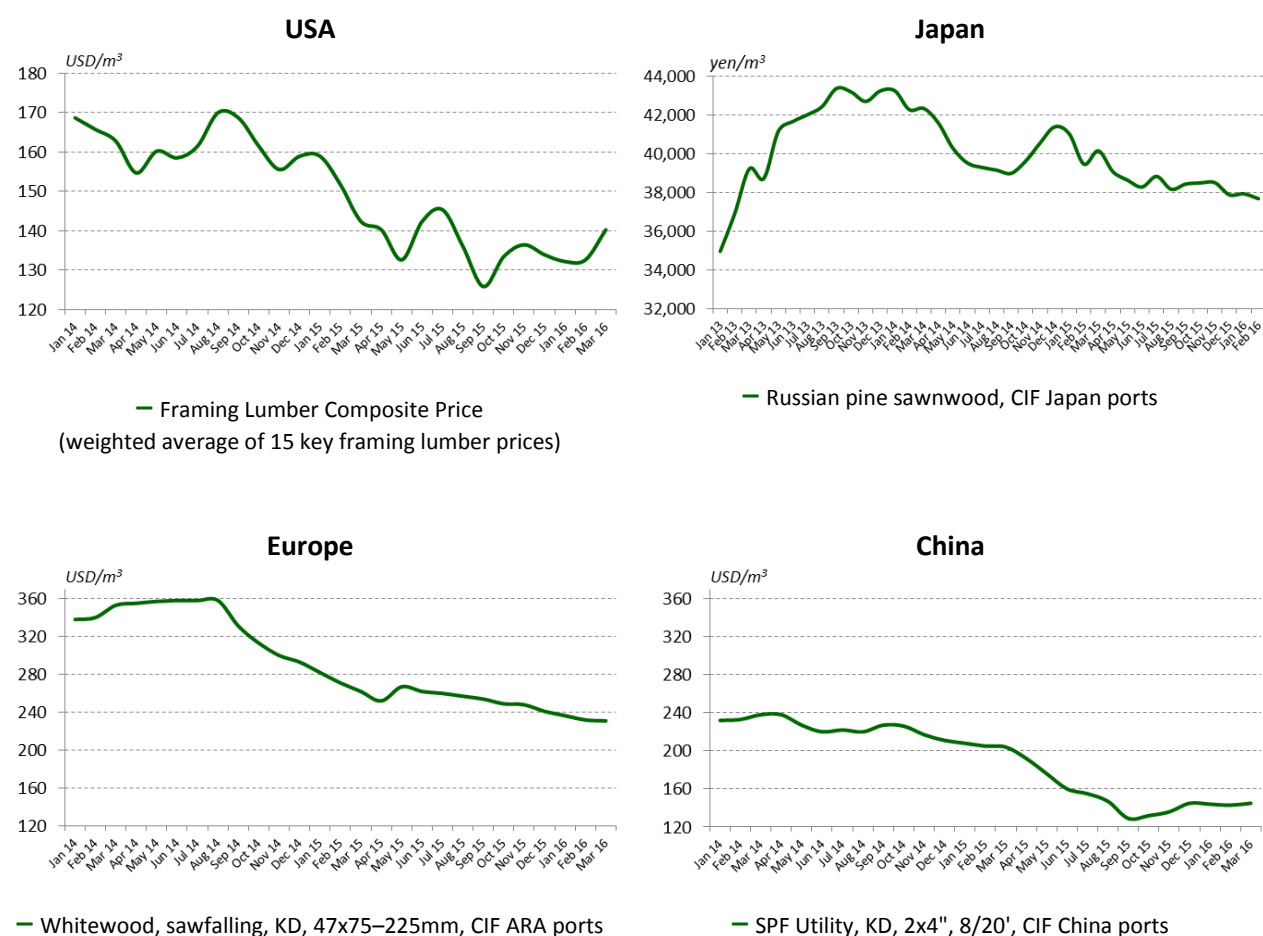 USA
USD/m³
180
170
160
150
140
130
120
Jan 14
Feb 14
Mar 14
Apr 14
May 14
Jun 14
Jul 14
Aug 14
Sep 14
Oct 14
Nov 14
Dec 14
Jan 15
Feb 15
Mar 15
Apr 15
May 15
Jun 15
Jul 15
Aug 15
Sep 15
Oct 15
Nov 15
Dec 15
Jan 16
Feb 16
Mar 16
Framing Lumber Composite Price
(weighted average of 15 key framing lumber prices)
Japan
yen/m³
44,000
42,000
40,000
38,000
36,000
34,000
32,000
Jan 13
Feb 13
Mar 13
Apr 13
May 13
Jun 13
Jul 13
Aug 13
Sep 13
Oct 13
Nov 13
Dec 13
Jan 14
Feb 14
Mar 14
Apr 14
May 14
Jun 14
Jul 14
Aug 14
Sep 14
Oct 14
Nov 14
Dec 14
Jan 15
Feb 15
Mar 15
Apr 15
May 15
Jun 15
Jul 15
Aug 15
Sep 15
Oct 15
Nov 15
Dec 15
Jan 16
Feb 16
Russian pine sawnwood, CIF Japan ports
Europe
USD/m³
360
320
280
240
200
160
120
Jan 14
Feb 14
Mar 14
Apr 14
May 14
Jun 14
Jul 14
Aug 14
Sep 14
Oct 14
Nov 14
Dec 14
Jan 15
Feb 15
Mar 15
Apr 15
May 15
Jun 15
Jul 15
Aug 15
Sep 15
Oct 15
Nov 15
Dec 15
Jan 16
Feb 16
Mar 16
Whitewood, sawfalling, KD, 47x75–225mm, CIF ARA ports
China
USD/m³
360
320
280
240
200
160
120
Jan 14
Feb 14
Mar 14
Apr 14
May 14
Jun 14
Jul 14
Aug 14
Sep 14
Oct 14
Nov 14
Dec 14
Jan 15
Feb 15
Mar 15
Apr 15
May 15
Jun 15
Jul 15
Aug 15
Sep 15
Oct 15
Nov 15
Dec 15
Jan 16
Feb 16
Mar 16
SPF Utility, KD, 2x4", 8/20', CIF China ports